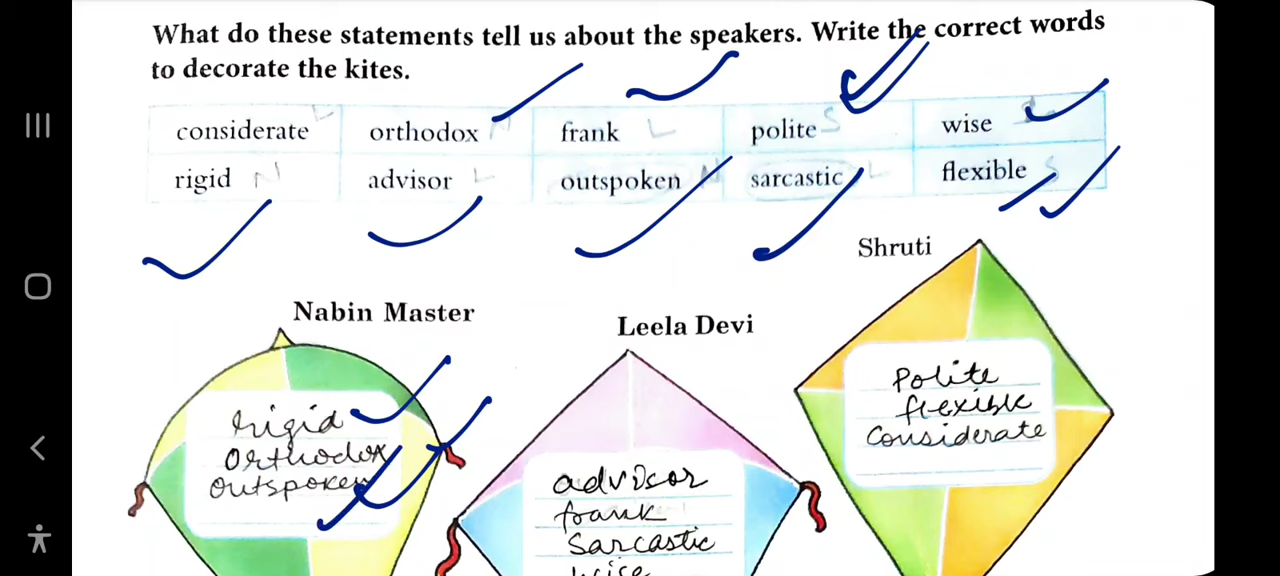 What do these statements tell us about the speakers. Write the correct words
to decorate the kites.
considerate L orthodox N frank L polite S wise
rigid N advisor L outspoken N sarcastic L flexible S
Shruti
Nabin Master
Leela Devi
Polite
flexible
Considerate
rigid
Orthodox
Outspoken
advisor
frank
Sarcastic
wise